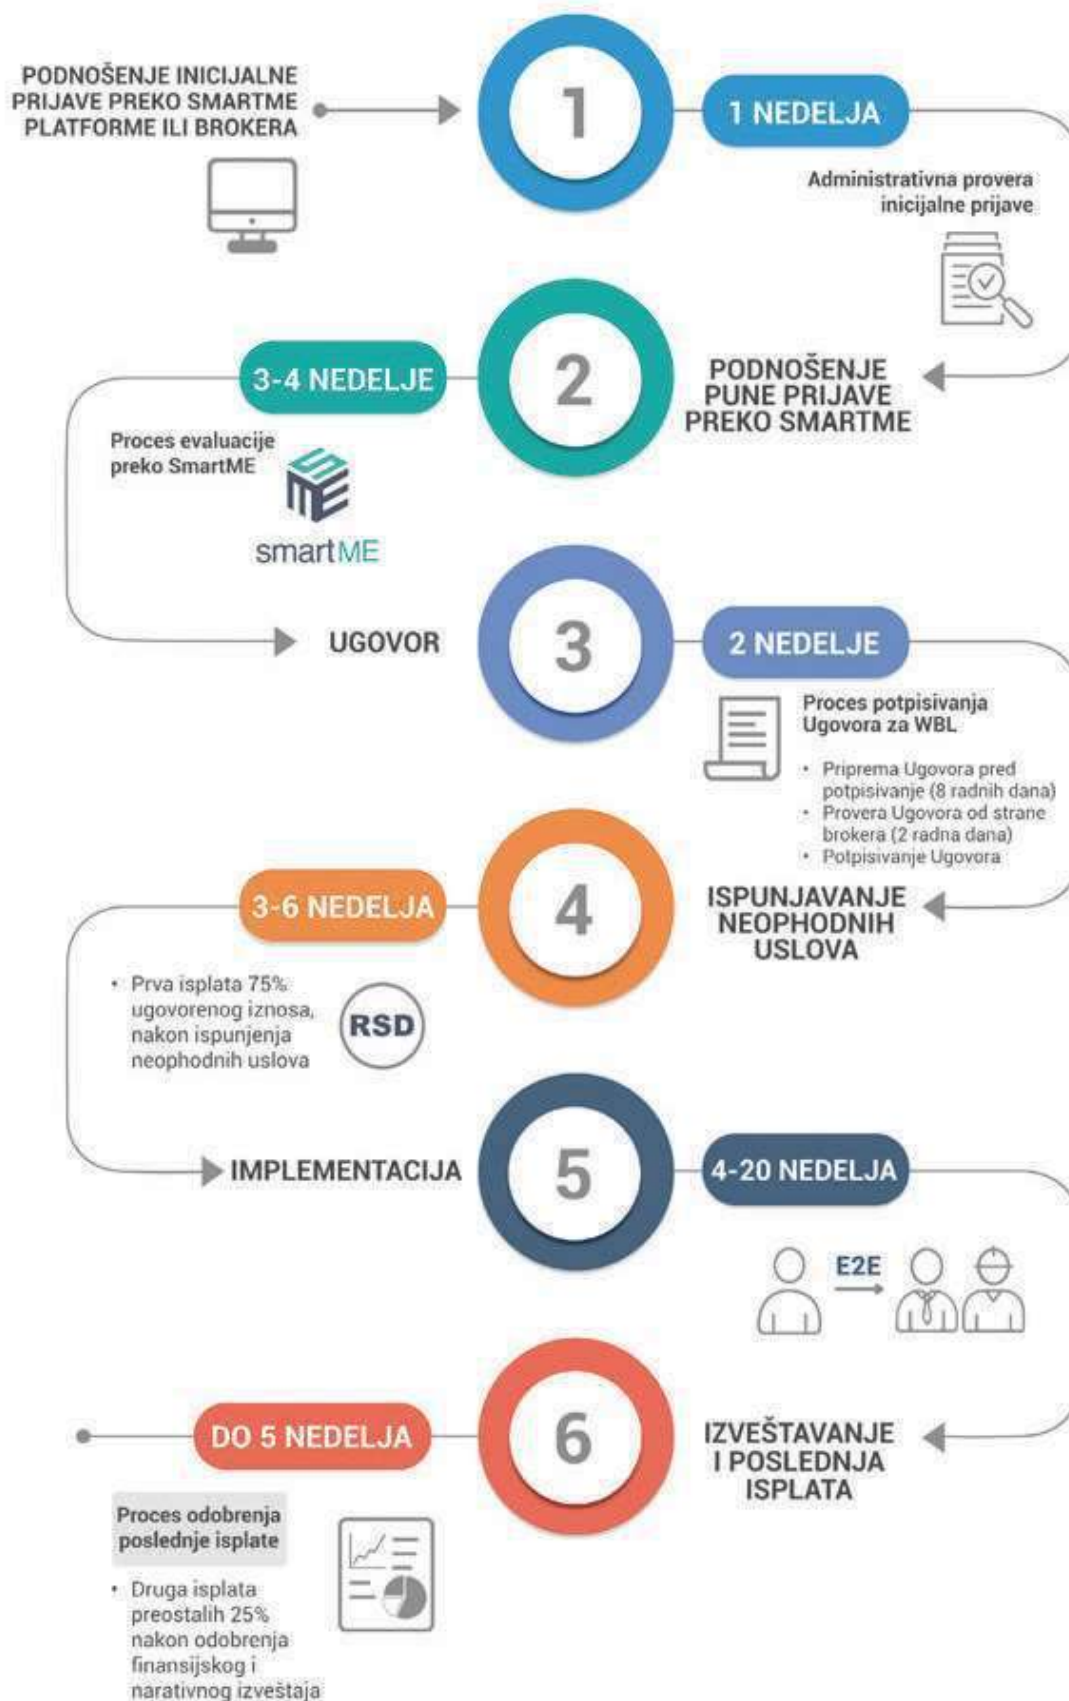 PODNOŠENJE INICIJALNE
PRIJAVE PREKO SMARTME
PLATFORME ILI BROKERA
1
1 NEDELJA
Administrativna provera
inicijalne prijave
2
3-4 NEDELJE
PODNOŠENJE
PUNE PRIJAVE
PREKO SMARTME
Proces evaluacije
preko SmartME
SME
smartME
UGOVOR
3
2 NEDELJE
Proces potpisivanja
Ugovora za WBL
• Priprema Ugovora pred
potpisivanje (8 radnih dana)
• Provera Ugovora od strane
brokera (2 radna dana)
• Potpisivanje Ugovora
4
3-6 NEDELJA
ISPUNJAVANJE
NEOPHODNIH
USLOVA
• Prva isplata 75%
ugovorenog iznosa,
nakon ispunjenja
neophodnih uslova
RSD
IMPLEMENTACIJA
5
4-20 NEDELJA
E2E
6
DO 5 NEDELJA
IZVEŠTAVANJE
I POSLEDNJA
ISPLATA
Proces odobrenja
poslednje isplate
• Druga isplata
preostalih 25%
nakon odobrenja
finansijskog i
narativnog izveštaja